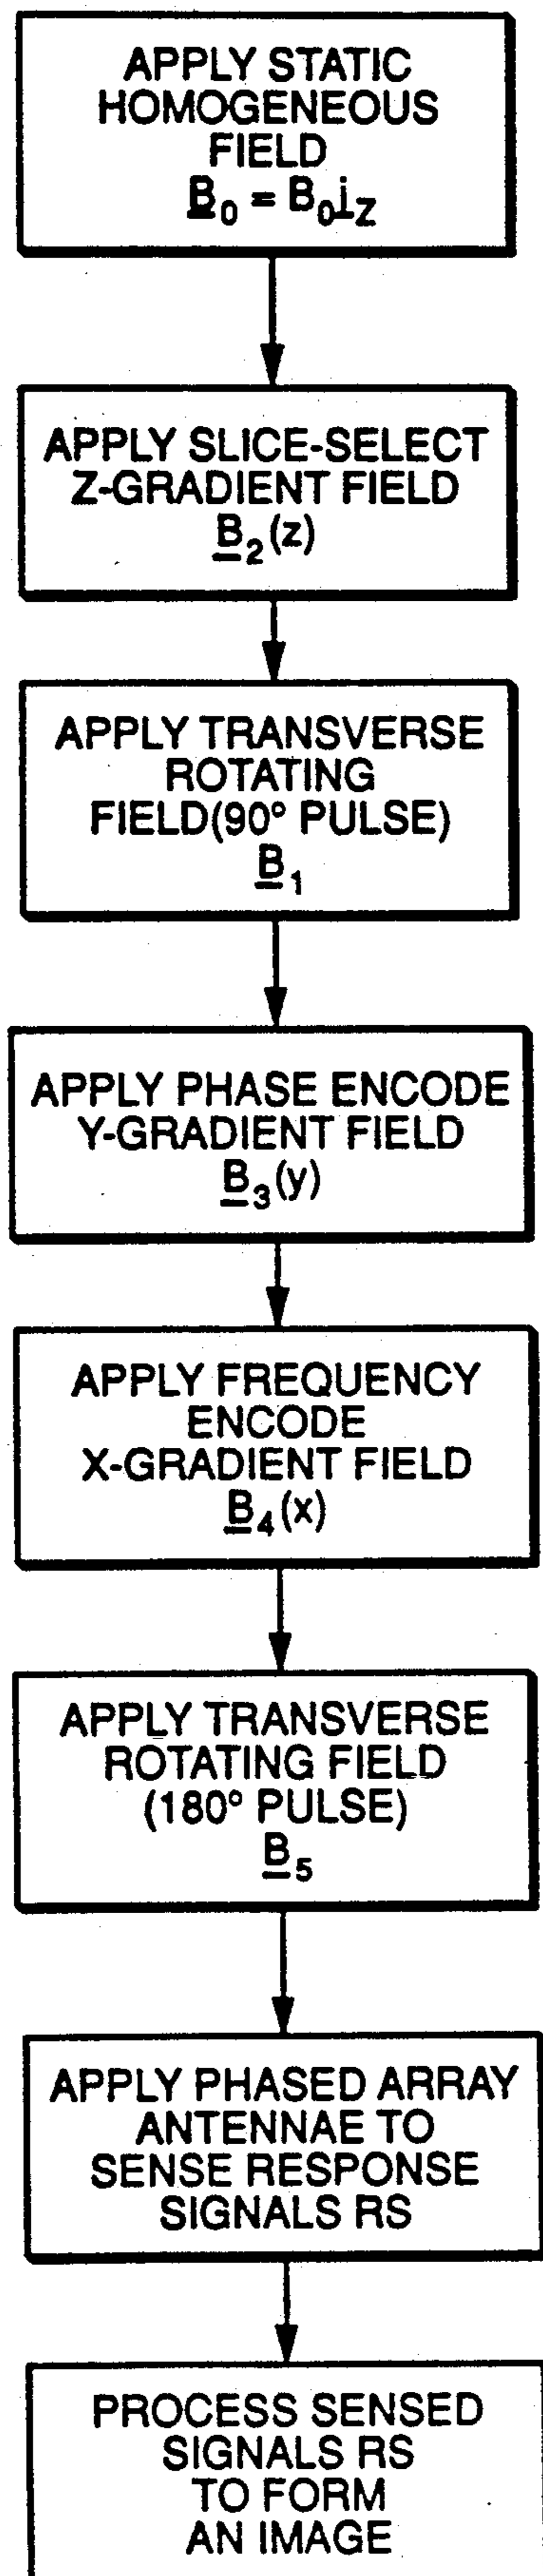 APPLY STATIC
HOMOGENEOUS
FIELD
B₀ = B₀i_Z
APPLY SLICE-SELECT
Z-GRADIENT FIELD
B₂(z)
APPLY TRANSVERSE
ROTATING
FIELD(90° PULSE)
B₁
APPLY PHASE ENCODE
Y-GRADIENT FIELD
B₃(y)
APPLY FREQUENCY
ENCODE
X-GRADIENT FIELD
B₄(x)
APPLY TRANSVERSE
ROTATING FIELD
(180° PULSE)
B₅
APPLY PHASED ARRAY
ANTENNAE TO
SENSE RESPONSE
SIGNALS RS
PROCESS SENSED
SIGNALS RS
TO FORM
AN IMAGE